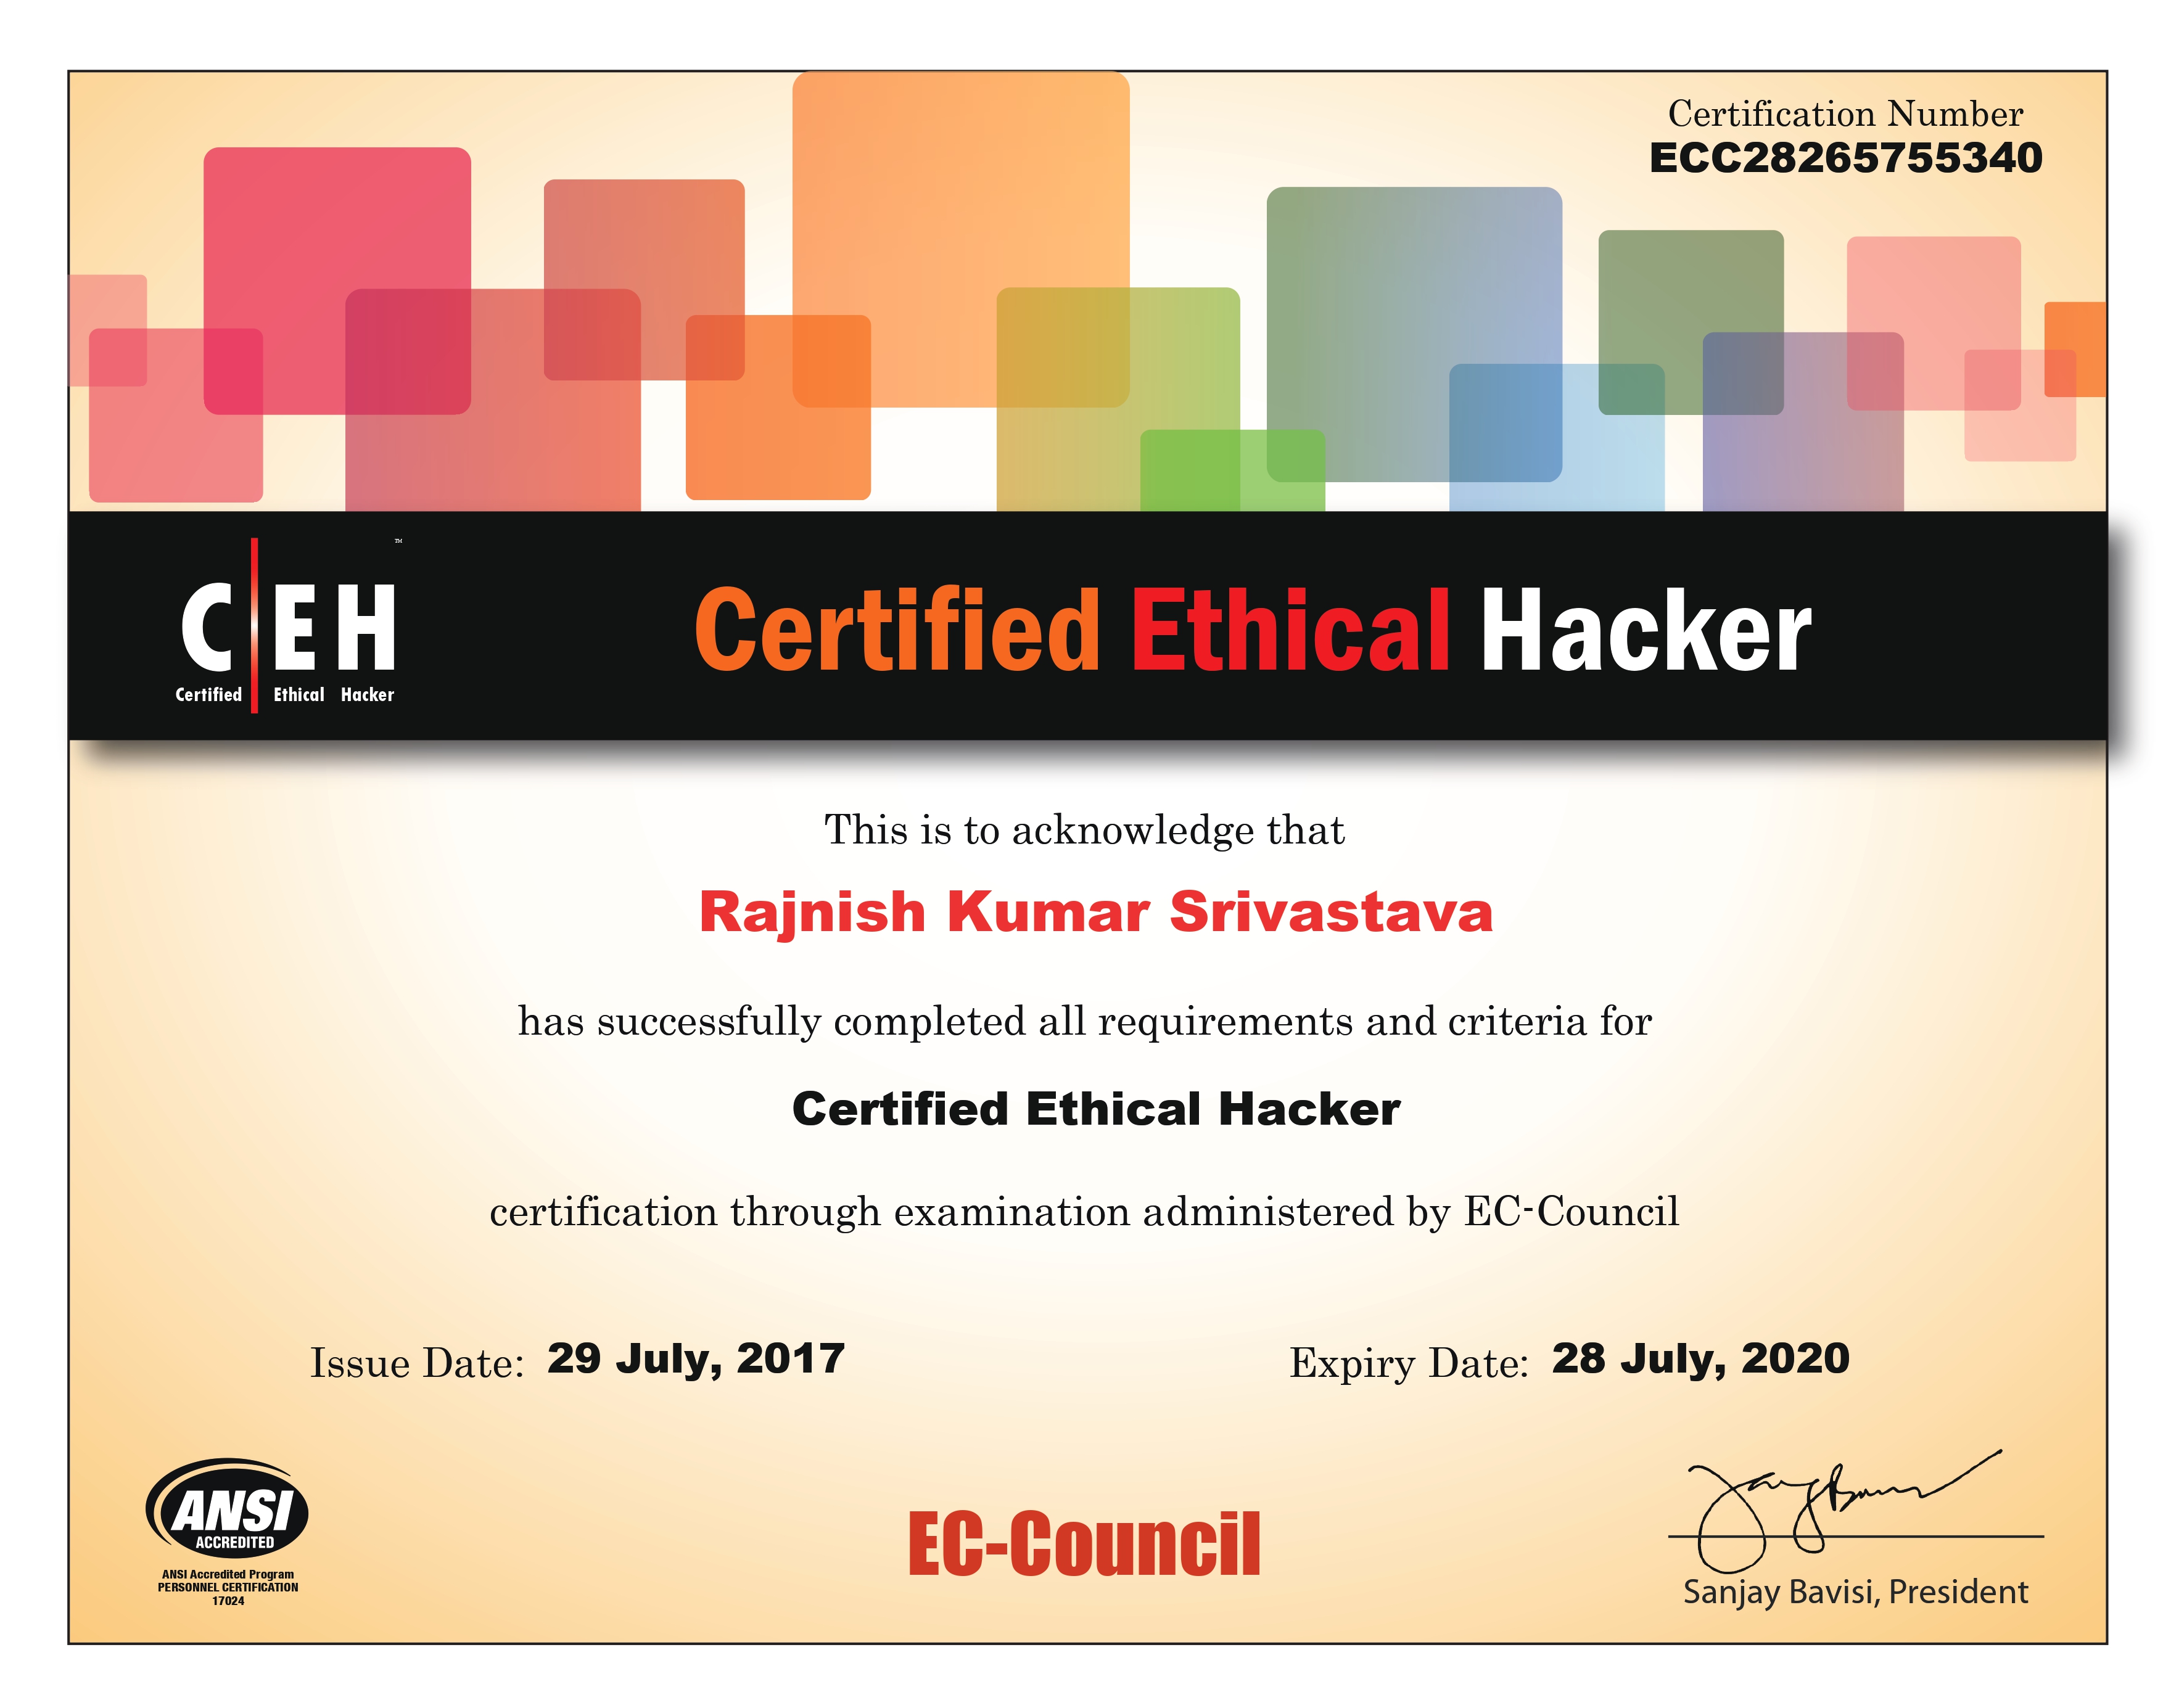 Certification Number
ECC28265755340
C EH ™
Certified Ethical Hacker
Certified Ethical Hacker
This is to acknowledge that
Rajnish Kumar Srivastava
has successfully completed all requirements and criteria for
Certified Ethical Hacker
certification through examination administered by EC-Council
Issue Date: 29 July, 2017
Expiry Date: 28 July, 2020
ANSI
ACCREDITED
ANSI Accredited Program
PERSONNEL CERTIFICATION
17024
EC-Council
Sanjay Bavisi, President